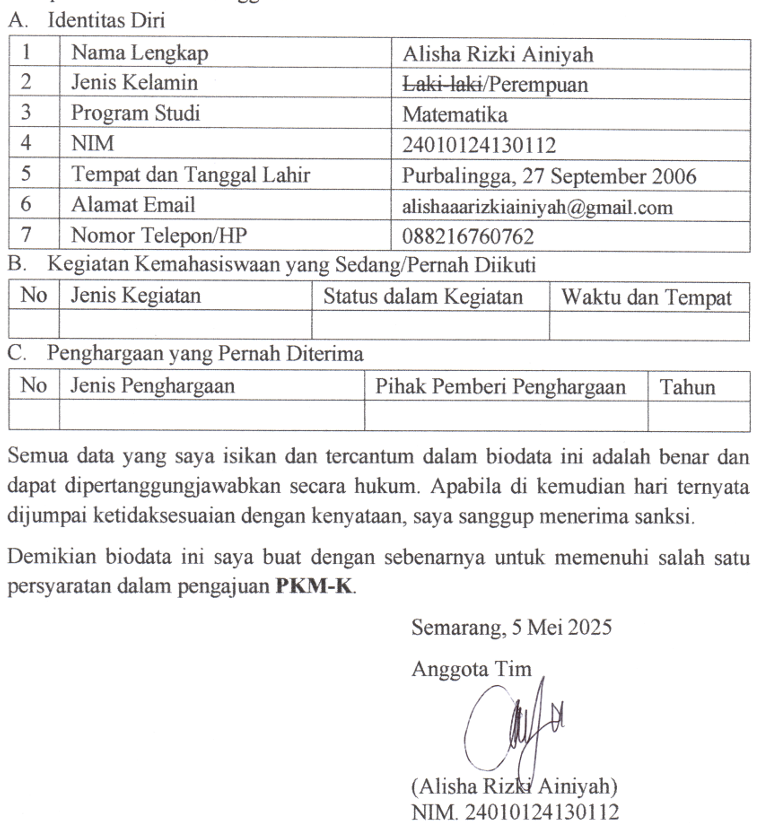 A. Identitas Diri
1 Nama Lengkap Alisha Rizki Ainiyah
2 Jenis Kelamin Laki-laki/Perempuan
3 Program Studi Matematika
4 NIM 24010124130112
5 Tempat dan Tanggal Lahir Purbalingga, 27 September 2006
6 Alamat Email alishaaarizkiainiyah@gmail.com
7 Nomor Telepon/HP 088216760762
B. Kegiatan Kemahasiswaan yang Sedang/Pernah Diikuti
No Jenis Kegiatan Status dalam Kegiatan Waktu dan Tempat
C. Penghargaan yang Pernah Diterima
No Jenis Penghargaan Pihak Pemberi Penghargaan Tahun
Semua data yang saya isikan dan tercantum dalam biodata ini adalah benar dan
dapat dipertanggungjawabkan secara hukum. Apabila di kemudian hari ternyata
dijumpai ketidaksesuaian dengan kenyataan, saya sanggup menerima sanksi.
Demikian biodata ini saya buat dengan sebenarnya untuk memenuhi salah satu
persyaratan dalam pengajuan PKM-K.
Semarang, 5 Mei 2025
Anggota Tim
(Alisha Rizki Ainiyah)
NIM. 24010124130112